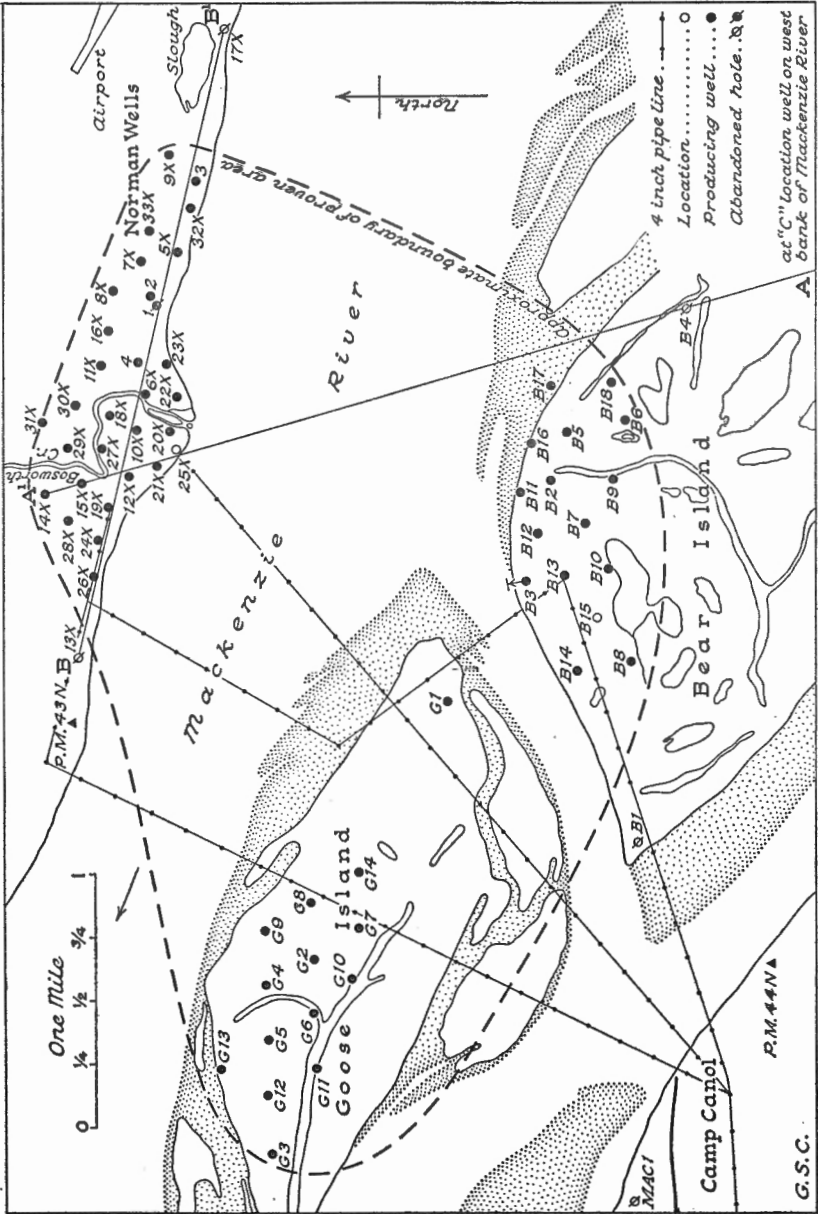 One Mile
0 1/4 1/2 3/4 1
North
Airport
Norman Wells
Slough
B'
17X
9X
3
33X
32X
5X
7X
8X
2
1
16X
11X
4
23X
6X
22X
30X
31X
18X
29X
27X
10X
20X
25X
21X
12X
Bosworth Cr.
A'
14X
15X
19X
28X
24X
26X
13X
B
P.M. 43N
Mackenzie
River
Approximate boundary of proven area
G1
G14
G8
G7
G9
G2
G10
G4
G6
G5
G13
G12
G11
G3
Goose Island
B17
B16
B18
B6
B5
B4
B11
B2
B9
B12
B7
B3
B13
B10
B15
B14
B8
B1
Bear Island
A
P.M. 44N
Camp Canol
MAC1
G.S.C.
4 inch pipe line
Location
Producing well
Abandoned hole
at "C" location well on west
bank of Mackenzie River